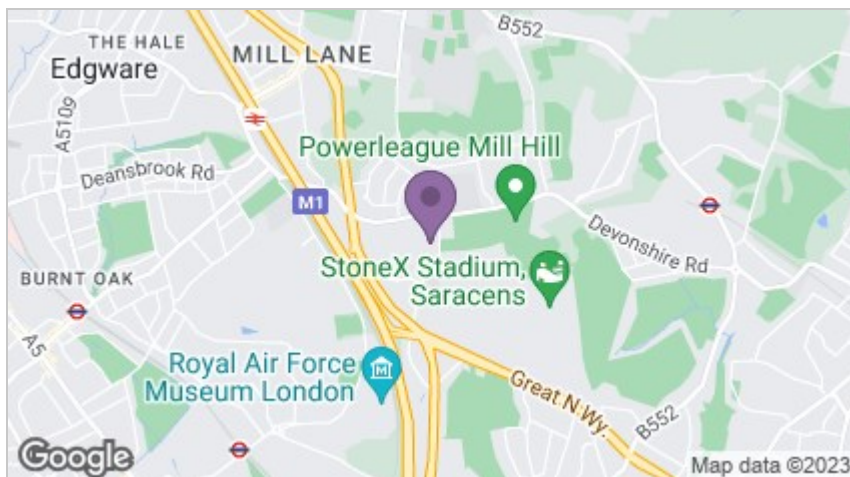 THE HALE
Edgware
A5109
MILL LANE
B552
Deansbrook Rd
Powerleague Mill Hill
M1
Devonshire Rd
StoneX Stadium,
Saracens
BURNT OAK
A5
Royal Air Force
Museum London
M
Great N Wy.
B552
Google
Map data ©2023